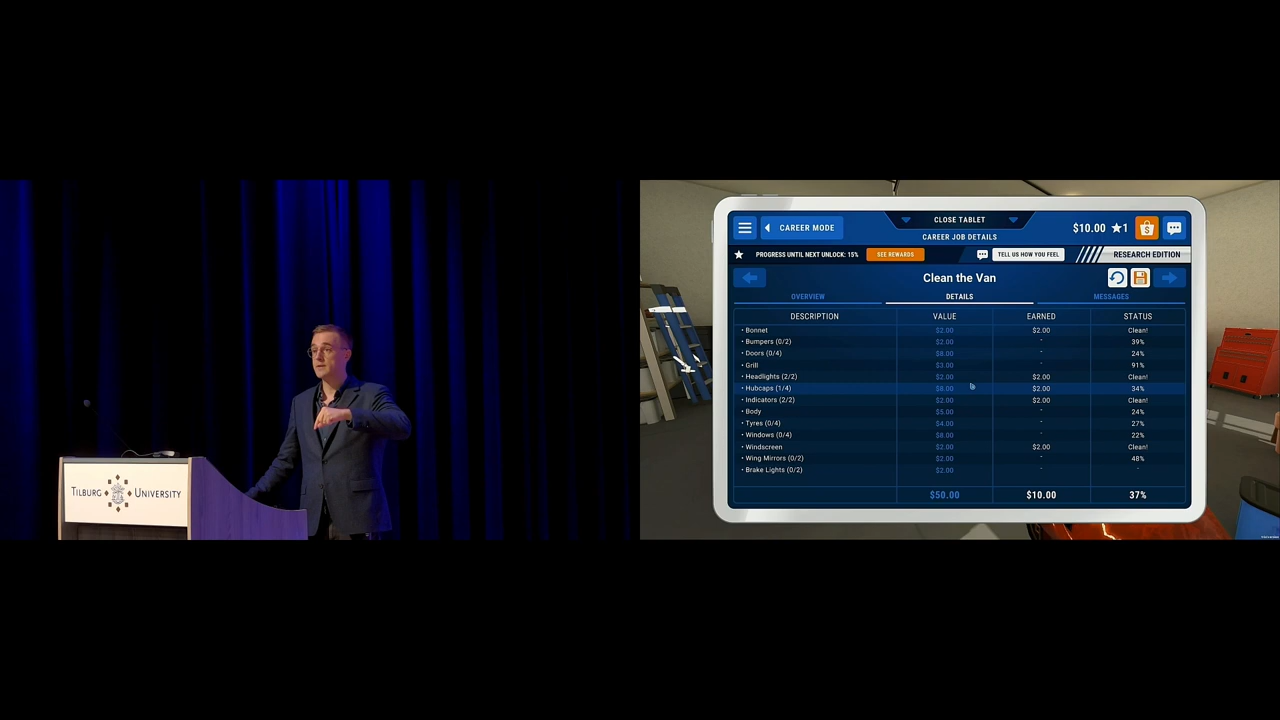 TILBURG UNIVERSITY
CLOSE TABLET
CAREER MODE
$10.00 ★1
CAREER JOB DETAILS
PROGRESS UNTIL NEXT UNLOCK: 15% SEE REWARDS TELL US HOW YOU FEEL RESEARCH EDITION
Clean the Van
OVERVIEW DETAILS MESSAGES
DESCRIPTION VALUE EARNED STATUS
• Bonnet $2.00 $2.00 Clean!
• Bumpers (0/2) $2.00 - 39%
• Doors (0/4) $8.00 - 24%
• Grill $3.00 - 91%
• Headlights (2/2) $2.00 $2.00 Clean!
• Hubcaps (1/4) $8.00 $2.00 34%
• Indicators (2/2) $2.00 $2.00 Clean!
• Body $5.00 - 24%
• Tyres (0/4) $4.00 - 27%
• Windows (0/4) $8.00 - 22%
• Windscreen $2.00 $2.00 Clean!
• Wing Mirrors (0/2) $2.00 - 48%
• Brake Lights (0/2) $2.00 - -
$50.00 $10.00 37%